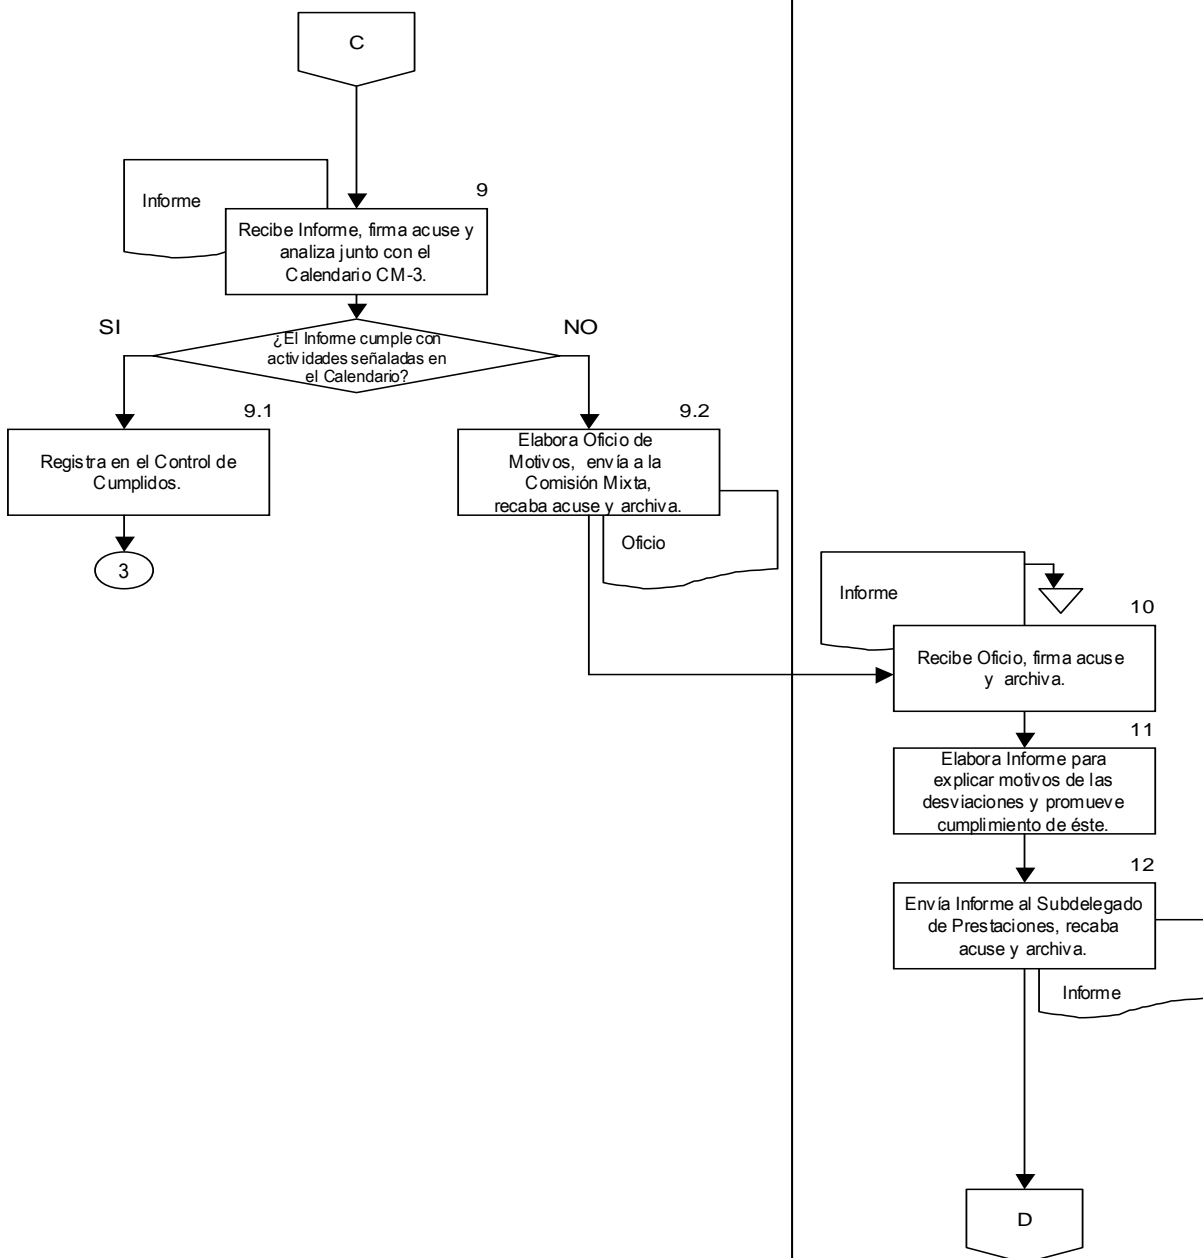 C
Informe
9
Recibe Informe, firma acuse y
analiza junto con el
Calendario CM-3.
SI
NO
¿El Informe cumple con
actividades señaladas en
el Calendario?
9.1
Registra en el Control de
Cumplidos.
3
9.2
Elabora Oficio de
Motivos, envía a la
Comisión Mixta,
recaba acuse y archiva.
Oficio
Informe
10
Recibe Oficio, firma acuse
y archiva.
11
Elabora Informe para
explicar motivos de las
desviaciones y promueve
cumplimiento de éste.
12
Envía Informe al Subdelegado
de Prestaciones, recaba
acuse y archiva.
Informe
D